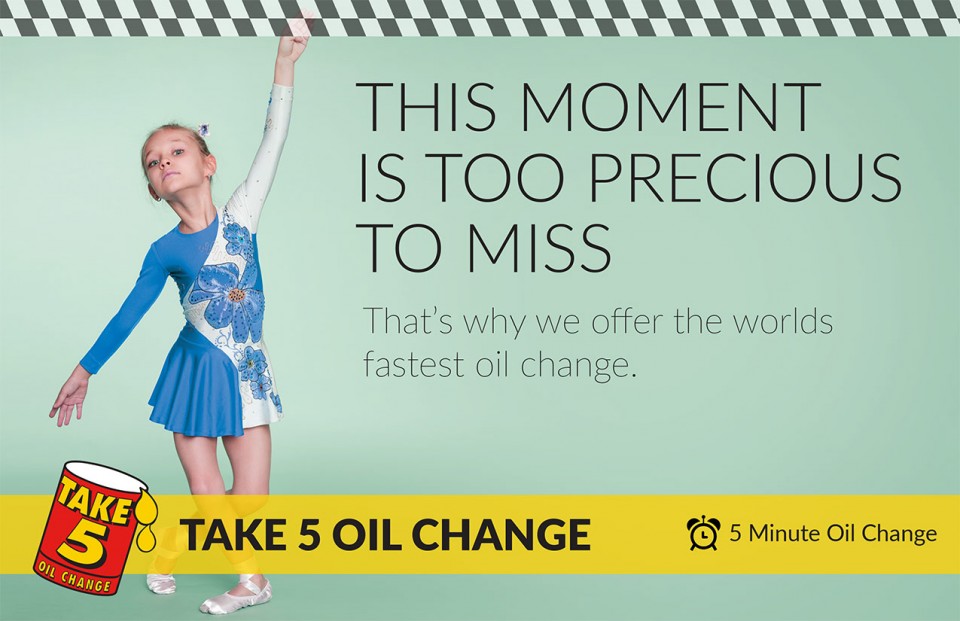 THIS MOMENT
IS TOO PRECIOUS
TO MISS
That's why we offer the worlds
fastest oil change.
TAKE
5
OIL CHANGE
TAKE 5 OIL CHANGE
5 Minute Oil Change